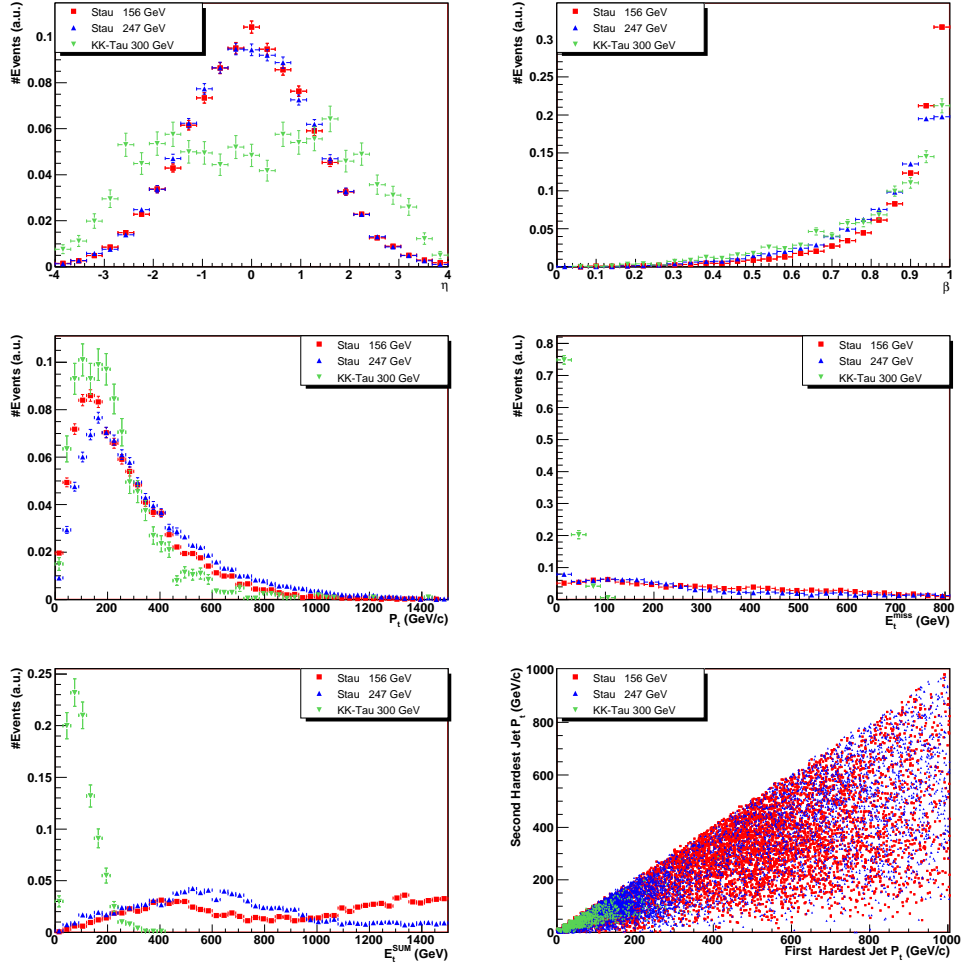 #Events (a.u.)
Stau 156 GeV
Stau 247 GeV
KK-Tau 300 GeV
0.1
0.08
0.06
0.04
0.02
0
-4 -3 -2 -1 0 1 2 3 4
η
#Events (a.u.)
Stau 156 GeV
Stau 247 GeV
KK-Tau 300 GeV
0.3
0.25
0.2
0.15
0.1
0.05
0
0 0.1 0.2 0.3 0.4 0.5 0.6 0.7 0.8 0.9 1
β
#Events (a.u.)
Stau 156 GeV
Stau 247 GeV
KK-Tau 300 GeV
0.1
0.08
0.06
0.04
0.02
0
0 200 400 600 800 1000 1200 1400
P_t (GeV/c)
#Events (a.u.)
Stau 156 GeV
Stau 247 GeV
KK-Tau 300 GeV
0.8
0.7
0.6
0.5
0.4
0.3
0.2
0.1
0
0 100 200 300 400 500 600 700 800
E_t^miss (GeV)
#Events (a.u.)
Stau 156 GeV
Stau 247 GeV
KK-Tau 300 GeV
0.25
0.2
0.15
0.1
0.05
0
0 200 400 600 800 1000 1200 1400
E_t^SUM (GeV)
Second Hardest Jet P_t (GeV/c)
Stau 156 GeV
Stau 247 GeV
KK-Tau 300 GeV
1000
800
600
400
200
0
0 200 400 600 800 1000
First Hardest Jet P_t (GeV/c)